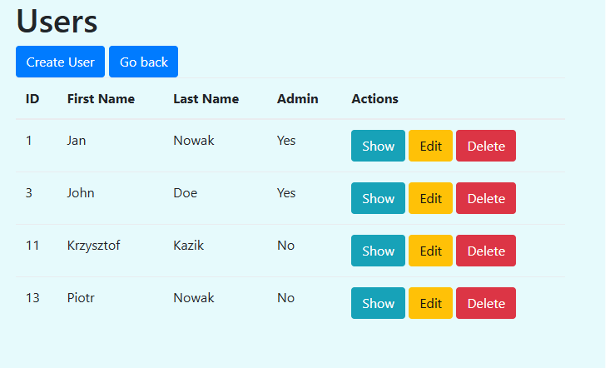 Users
Create User Go back
ID First Name Last Name Admin Actions
1 Jan Nowak Yes Show Edit Delete
3 John Doe Yes Show Edit Delete
11 Krzysztof Kazik No Show Edit Delete
13 Piotr Nowak No Show Edit Delete